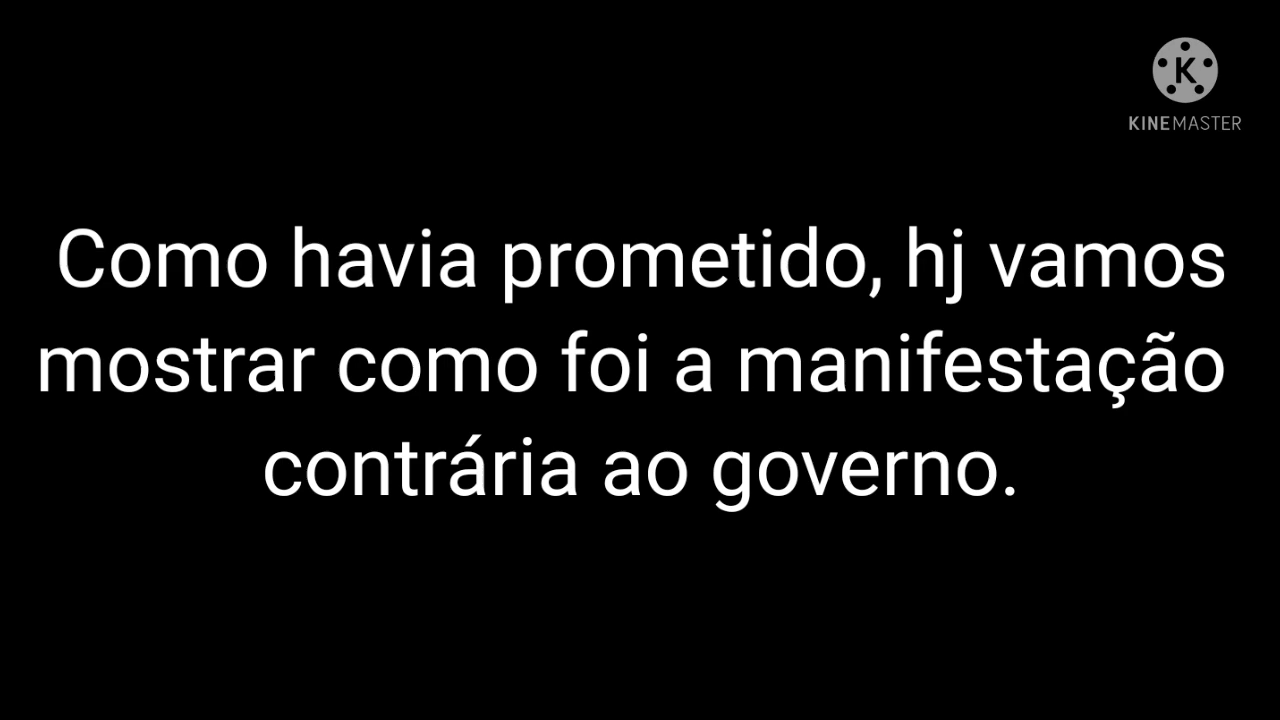 K
KINEMASTER
Como havia prometido, hj vamos
mostrar como foi a manifestação
contrária ao governo.